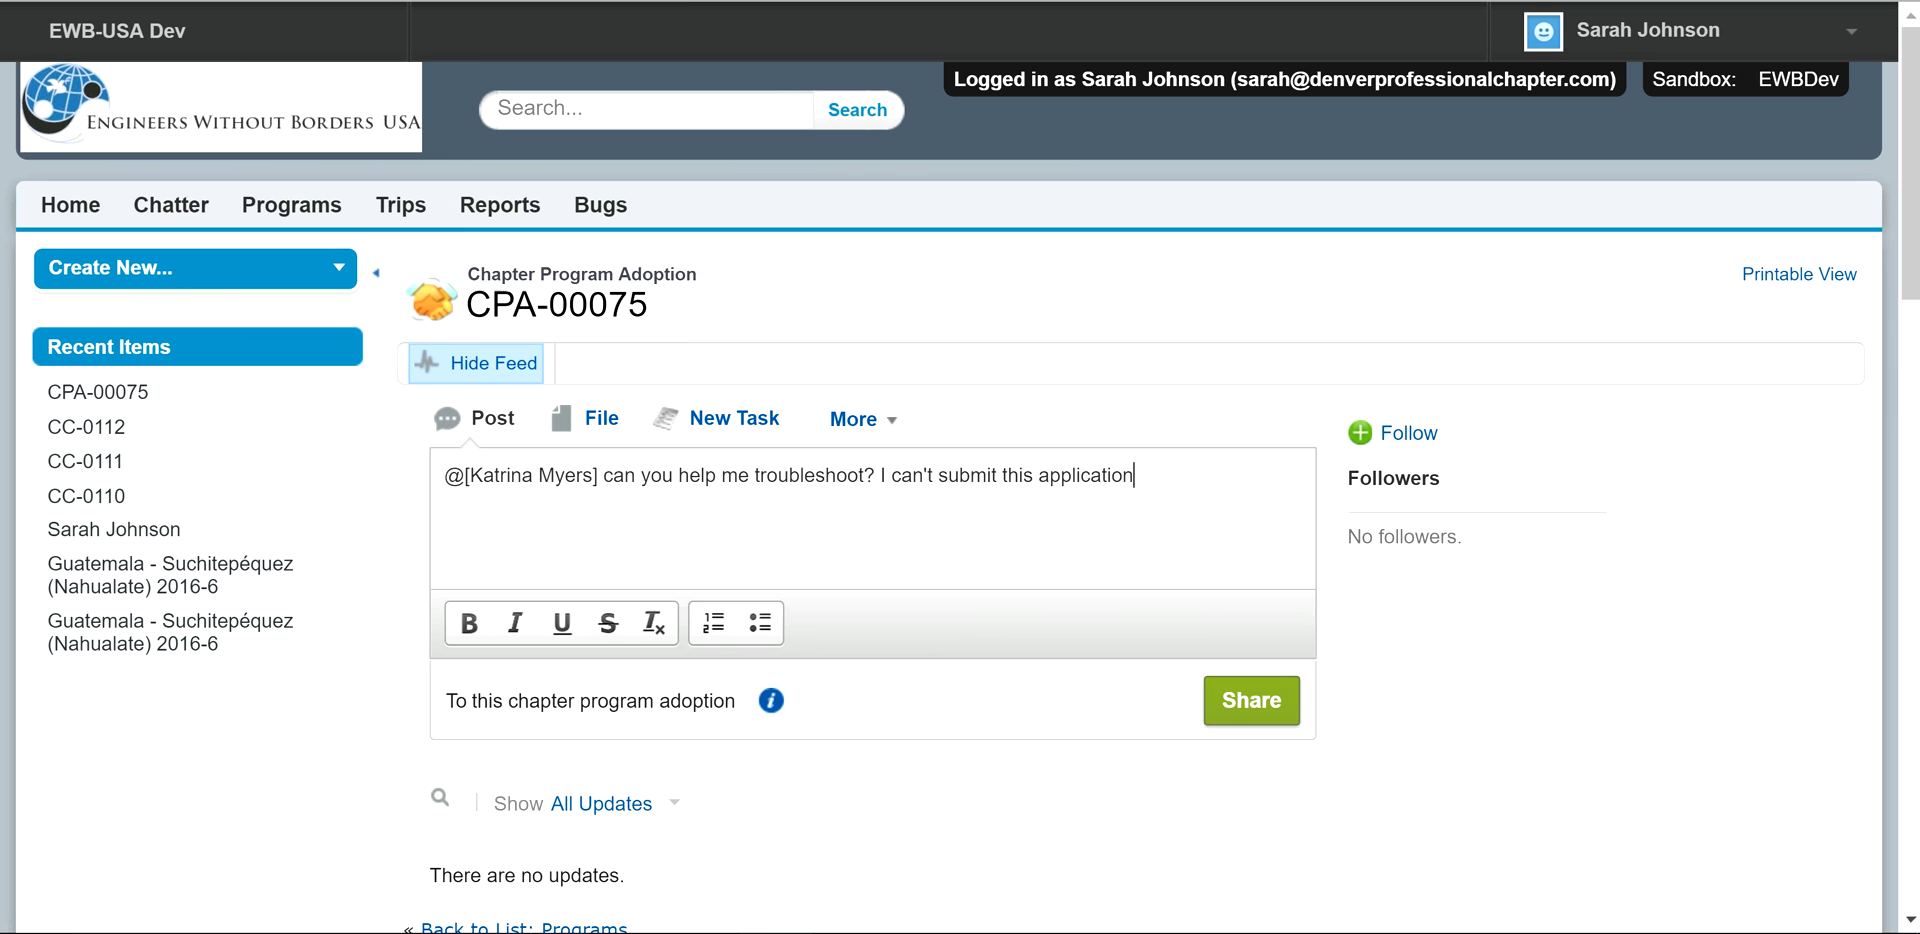 EWB-USA Dev
Sarah Johnson
ENGINEERS WITHOUT BORDERS USA
Search...
Search
Logged in as Sarah Johnson (sarah@denverprofessionalchapter.com)
Sandbox: EWBDev
Home Chatter Programs Trips Reports Bugs
Create New...
Recent Items
CPA-00075
CC-0112
CC-0111
CC-0110
Sarah Johnson
Guatemala - Suchitepéquez
(Nahualate) 2016-6
Guatemala - Suchitepéquez
(Nahualate) 2016-6
Chapter Program Adoption
CPA-00075
Printable View
Hide Feed
Post File New Task More
@[Katrina Myers] can you help me troubleshoot? I can't submit this application
B I U S Ix
To this chapter program adoption
Share
Follow
Followers
No followers.
Show All Updates
There are no updates.
« Back to List: Programs